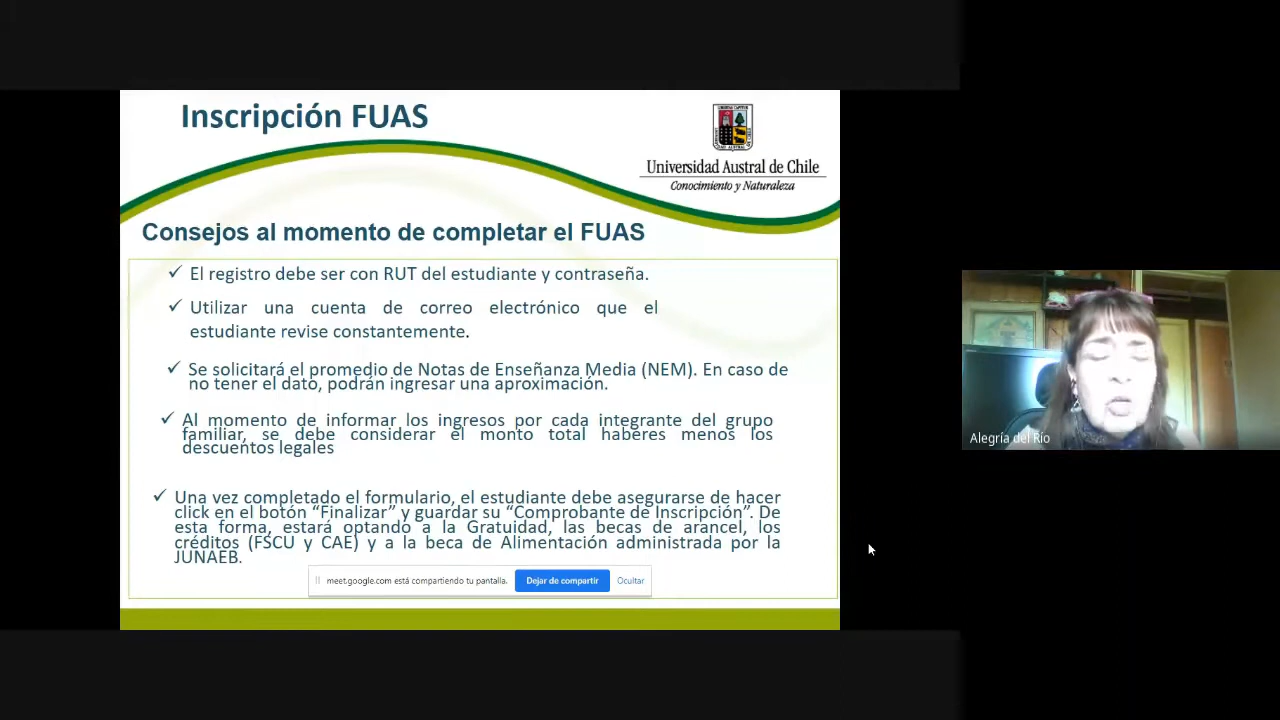 Inscripción FUAS
Universidad Austral de Chile
Conocimiento y Naturaleza
Consejos al momento de completar el FUAS
✓ El registro debe ser con RUT del estudiante y contraseña.
✓ Utilizar una cuenta de correo electrónico que el
estudiante revise constantemente.
✓ Se solicitará el promedio de Notas de Enseñanza Media (NEM). En caso de
no tener el dato, podrán ingresar una aproximación.
✓ Al momento de informar los ingresos por cada integrante del grupo
familiar, se debe considerar el monto total haberes menos los
descuentos legales
✓ Una vez completado el formulario, el estudiante debe asegurarse de hacer
click en el botón “Finalizar” y guardar su “Comprobante de Inscripción”. De
esta forma, estará optando a la Gratuidad, las becas de arancel, los
créditos (FSCU y CAE) y a la beca de Alimentación administrada por la
JUNAEB.
meet.google.com está compartiendo tu pantalla.
Dejar de compartir
Ocultar
Alegría del Río